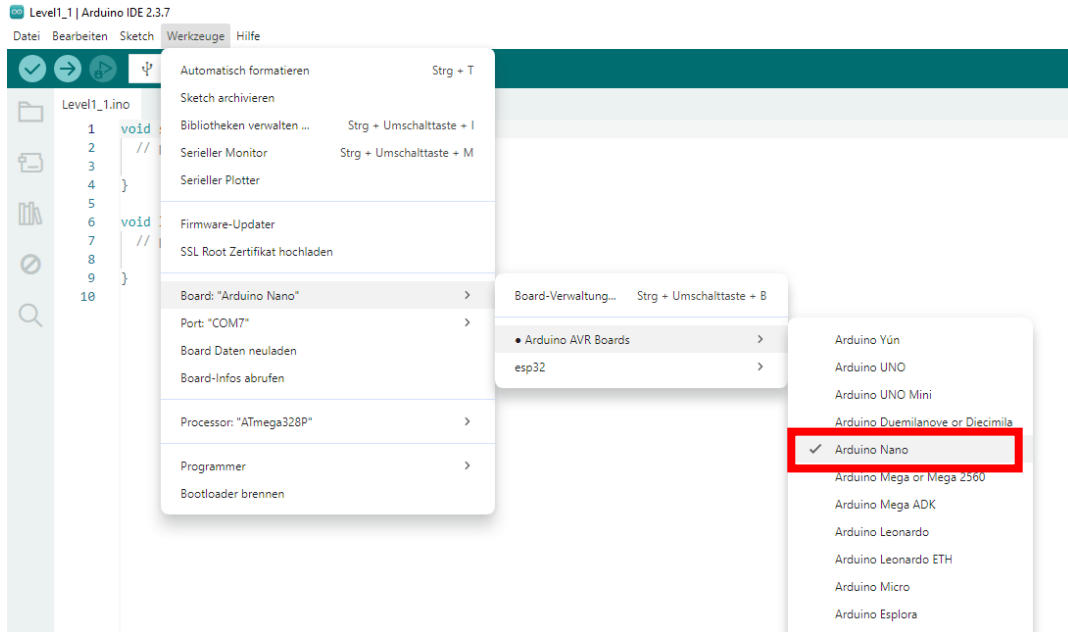 Level1_1 | Arduino IDE 2.3.7
Datei Bearbeiten Sketch Werkzeuge Hilfe
Level1_1.ino
1 void
2 //
3
4 }
5
6 void
7 //
8
9 }
10
Automatisch formatieren Strg + T
Sketch archivieren
Bibliotheken verwalten ... Strg + Umschalttaste + I
Serieller Monitor Strg + Umschalttaste + M
Serieller Plotter
Firmware-Updater
SSL Root Zertifikat hochladen
Board: "Arduino Nano"
Port: "COM7"
Board Daten neuladen
Board-Infos abrufen
Processor: "ATmega328P"
Programmer
Bootloader brennen
Board-Verwaltung... Strg + Umschalttaste + B
● Arduino AVR Boards
esp32
Arduino Yún
Arduino UNO
Arduino UNO Mini
Arduino Duemilanove or Diecimila
✓ Arduino Nano
Arduino Mega or Mega 2560
Arduino Mega ADK
Arduino Leonardo
Arduino Leonardo ETH
Arduino Micro
Arduino Esplora